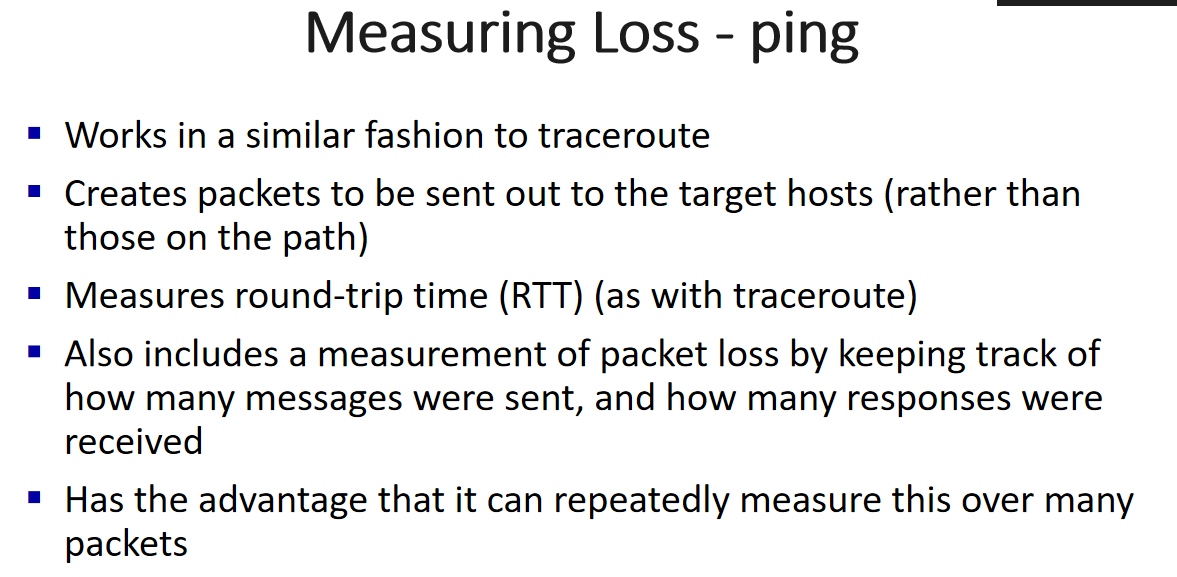 Measuring Loss - ping
▪ Works in a similar fashion to traceroute
▪ Creates packets to be sent out to the target hosts (rather than
those on the path)
▪ Measures round-trip time (RTT) (as with traceroute)
▪ Also includes a measurement of packet loss by keeping track of
how many messages were sent, and how many responses were
received
▪ Has the advantage that it can repeatedly measure this over many
packets